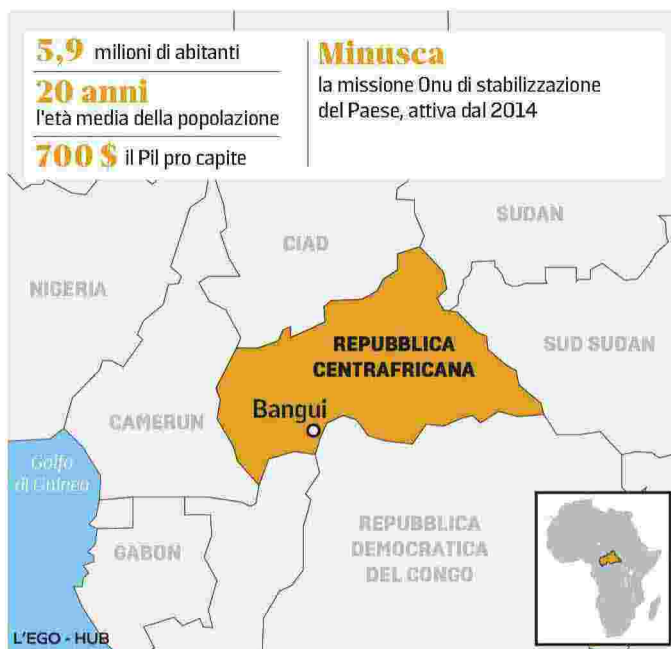 5,9 milioni di abitanti
20 anni
l'età media della popolazione
700 $ il Pil pro capite
Minusca
la missione Onu di stabilizzazione
del Paese, attiva dal 2014
SUDAN
CIAD
NIGERIA
REPUBBLICA
CENTRAFRICANA
SUD SUDAN
Bangui
CAMERUN
Golfo
di Guinea
REPUBBLICA
DEMOCRATICA
DEL CONGO
GABON
L'EGO - HUB